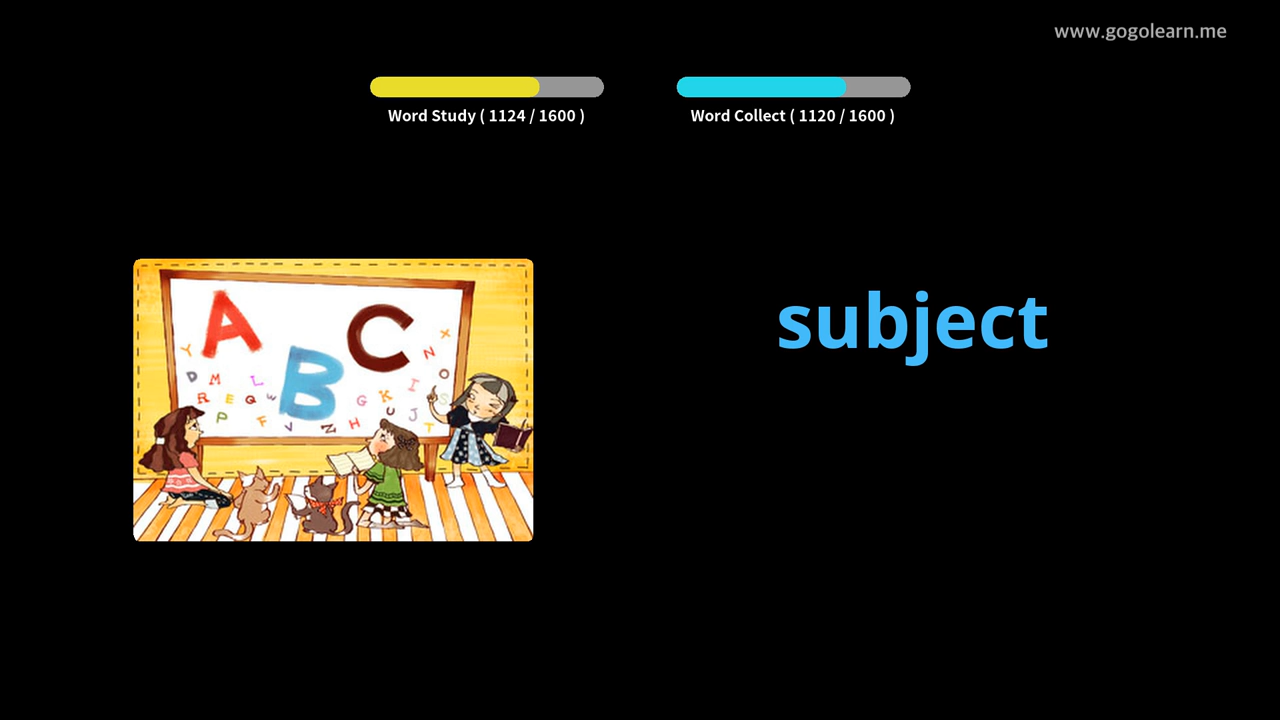 www.gogolearn.me
Word Study ( 1124 / 1600 )
Word Collect ( 1120 / 1600 )
subject
A
B
C
Y
D M L
R E Q W
P F V Z H
G K
U J T
I
N
X
O
S